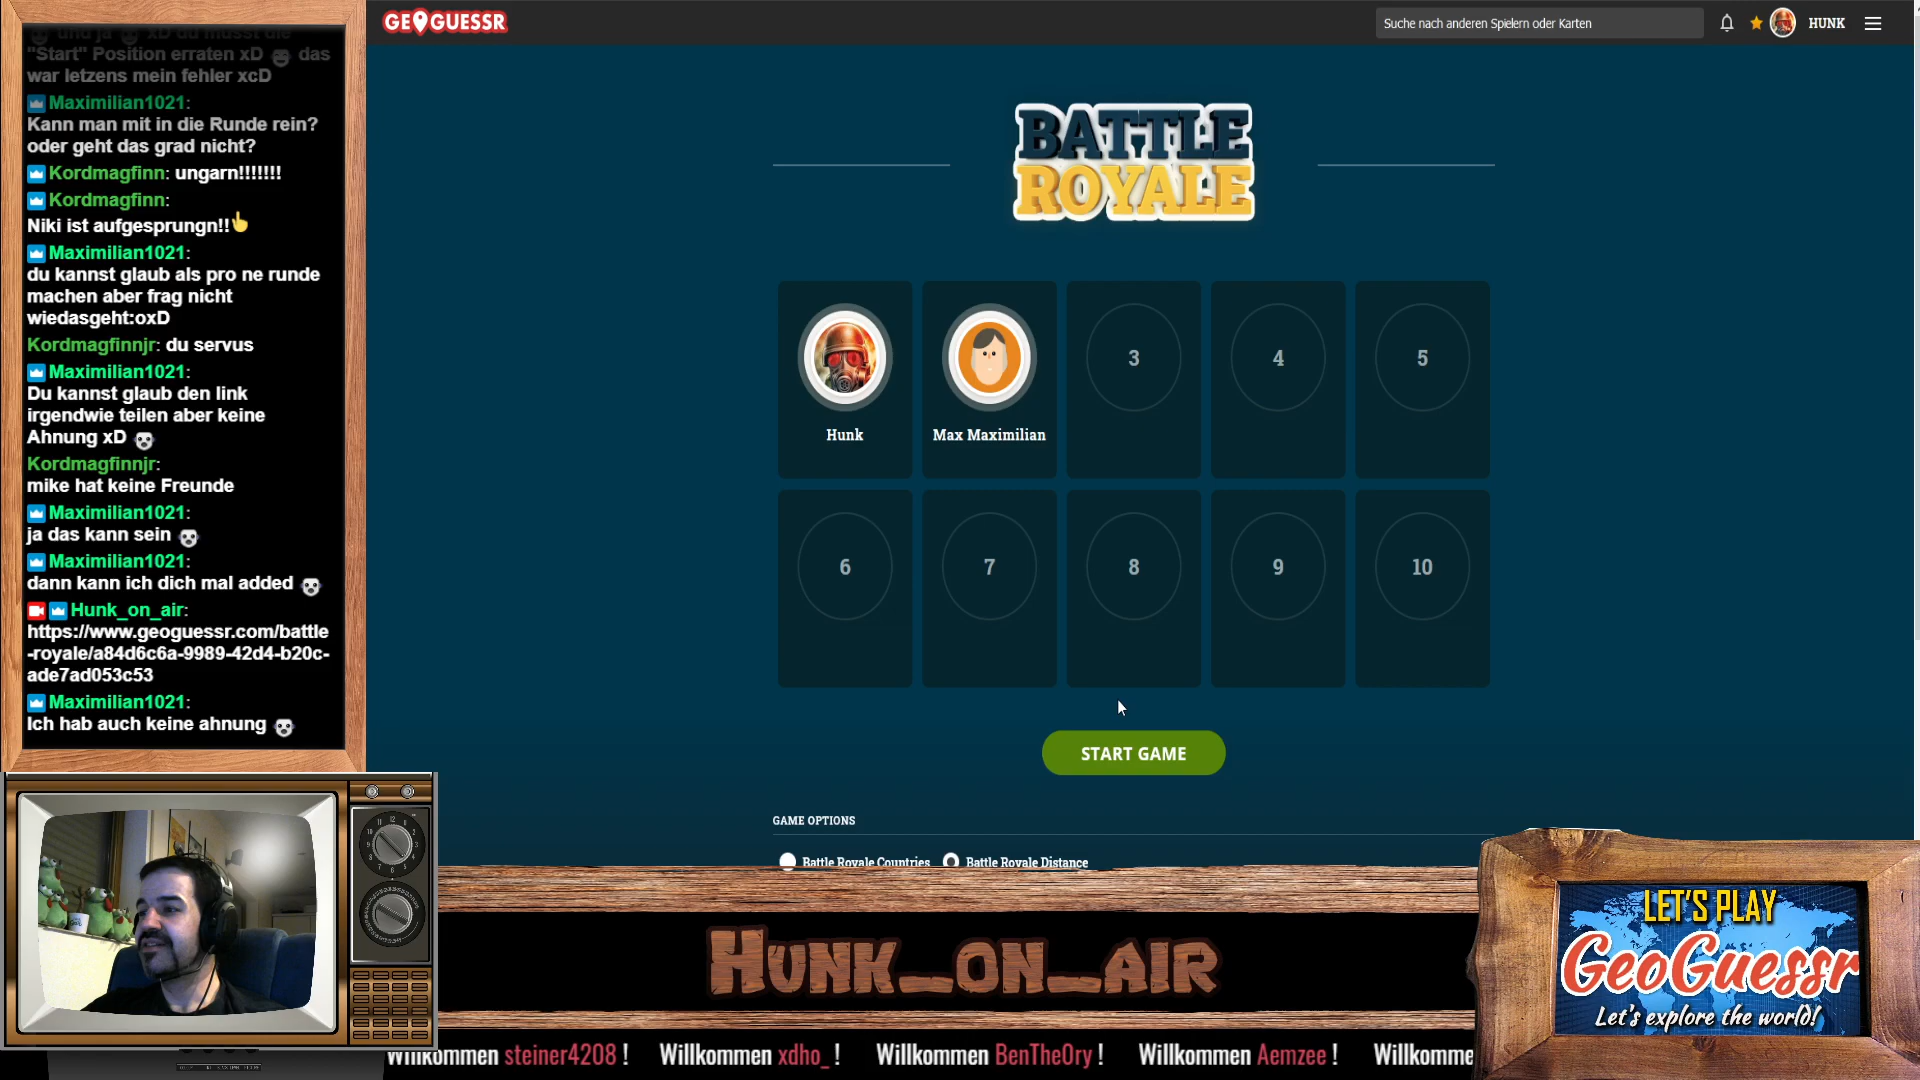 und ja xD du musst die
"Start" Position erraten xD das
war letzens mein fehler xcD
Maximilian1021:
Kann man mit in die Runde rein?
oder geht das grad nicht?
Kordmagfinn: ungarn!!!!!!!
Kordmagfinn:
Niki ist aufgesprungn!!
Maximilian1021:
du kannst glaub als pro ne runde
machen aber frag nicht
wiedasgeht:oxD
Kordmagfinnjr: du servus
Maximilian1021:
Du kannst glaub den link
irgendwie teilen aber keine
Ahnung xD
Kordmagfinnjr:
mike hat keine Freunde
Maximilian1021:
ja das kann sein
Maximilian1021:
dann kann ich dich mal added
Hunk_on_air:
https://www.geoguessr.com/battle
-royale/a84d6c6a-9989-42d4-b20c-
ade7ad053c53
Maximilian1021:
Ich hab auch keine ahnung
GEOGUESSR
Suche nach anderen Spielern oder Karten
HUNK
BATTLE
ROYALE
Hunk
Max Maximilian
3
4
5
6
7
8
9
10
START GAME
GAME OPTIONS
Battle Royale Countries
Battle Royale Distance
HUNK_ON_AIR
LET'S PLAY
GeoGuessr
Let's explore the world!
Willkommen steiner4208 ! Willkommen xdho_ ! Willkommen BenTheOry ! Willkommen Aemzee ! Willkomme